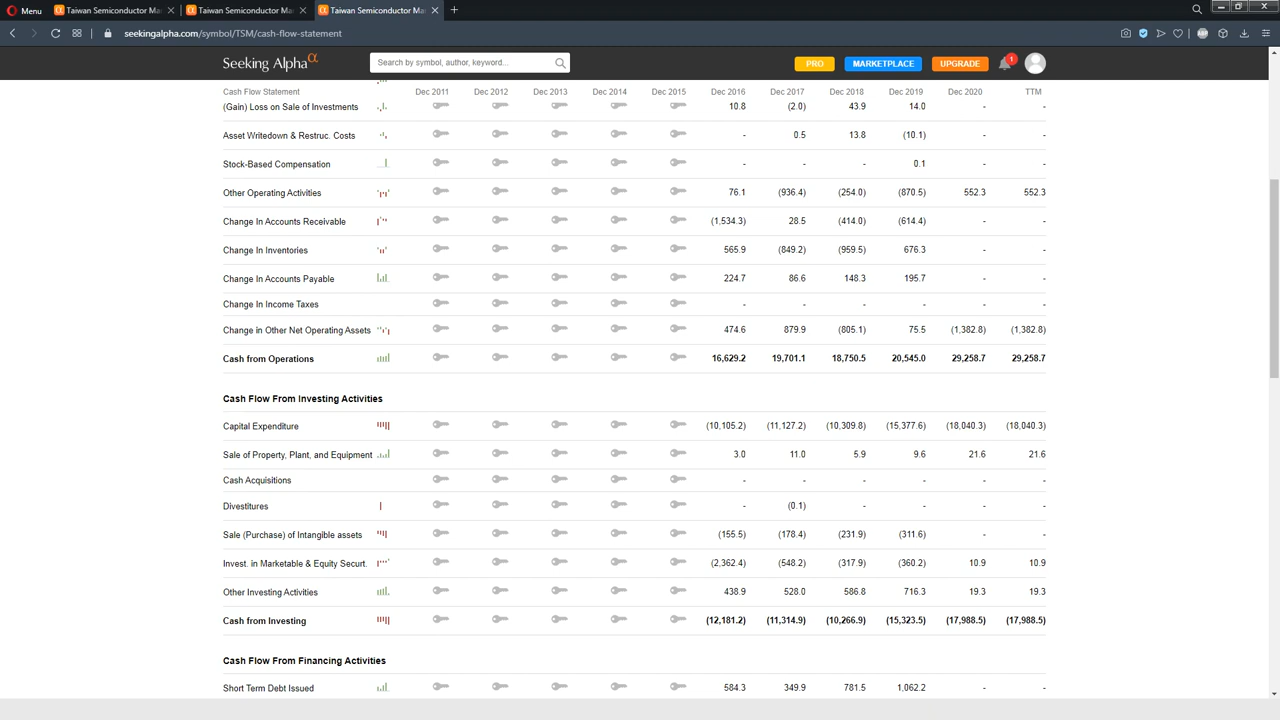 Menu
Taiwan Semiconductor Ma
Taiwan Semiconductor Ma
Taiwan Semiconductor Ma
seekingalpha.com/symbol/TSM/cash-flow-statement
Seeking Alpha α
Search by symbol, author, keyword...
PRO
MARKETPLACE
UPGRADE
1
Cash Flow Statement Dec 2011 Dec 2012 Dec 2013 Dec 2014 Dec 2015 Dec 2016 Dec 2017 Dec 2018 Dec 2019 Dec 2020 TTM
(Gain) Loss on Sale of Investments 10.8 (2.0) 43.9 14.0 - -
Asset Writedown & Restruc. Costs - 0.5 13.8 (10.1) - -
Stock-Based Compensation - - - 0.1 - -
Other Operating Activities 76.1 (936.4) (254.0) (870.5) 552.3 552.3
Change In Accounts Receivable (1,534.3) 28.5 (414.0) (614.4) - -
Change In Inventories 565.9 (849.2) (959.5) 676.3 - -
Change In Accounts Payable 224.7 86.6 148.3 195.7 - -
Change In Income Taxes - - - - - -
Change in Other Net Operating Assets 474.6 879.9 (805.1) 75.5 (1,382.8) (1,382.8)
Cash from Operations 16,629.2 19,701.1 18,750.5 20,545.0 29,258.7 29,258.7
Cash Flow From Investing Activities
Capital Expenditure (10,105.2) (11,127.2) (10,309.8) (15,377.6) (18,040.3) (18,040.3)
Sale of Property, Plant, and Equipment 3.0 11.0 5.9 9.6 21.6 21.6
Cash Acquisitions - - - - - -
Divestitures - (0.1) - - - -
Sale (Purchase) of Intangible assets (155.5) (178.4) (231.9) (311.6) - -
Invest. in Marketable & Equity Securt. (2,362.4) (548.2) (317.9) (360.2) 10.9 10.9
Other Investing Activities 438.9 528.0 586.8 716.3 19.3 19.3
Cash from Investing (12,181.2) (11,314.9) (10,266.9) (15,323.5) (17,988.5) (17,988.5)
Cash Flow From Financing Activities
Short Term Debt Issued 584.3 349.9 781.5 1,062.2 - -